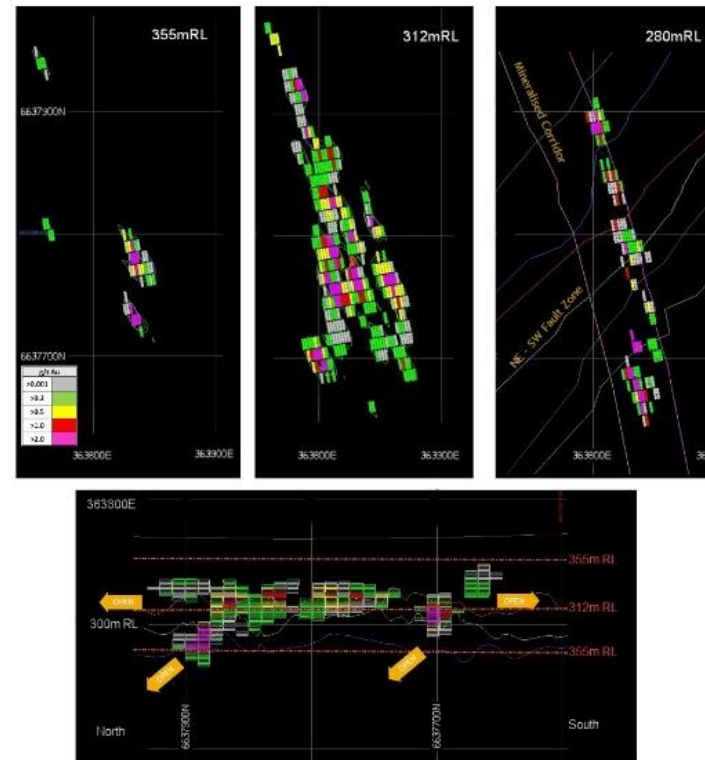 355mRL
6637900N
6637700N
g/t Au
>0.001
>0.3
>0.5
>1.0
>2.0
363800E
363900E
312mRL
363800E
363900E
280mRL
Mineralised Corridor
NE - SW Fault Zone
363800E
363800E
355m RL
OPEN
OPEN
312m RL
300m RL
355m RL
OPEN
OPEN
North
6637900N
6637700N
South